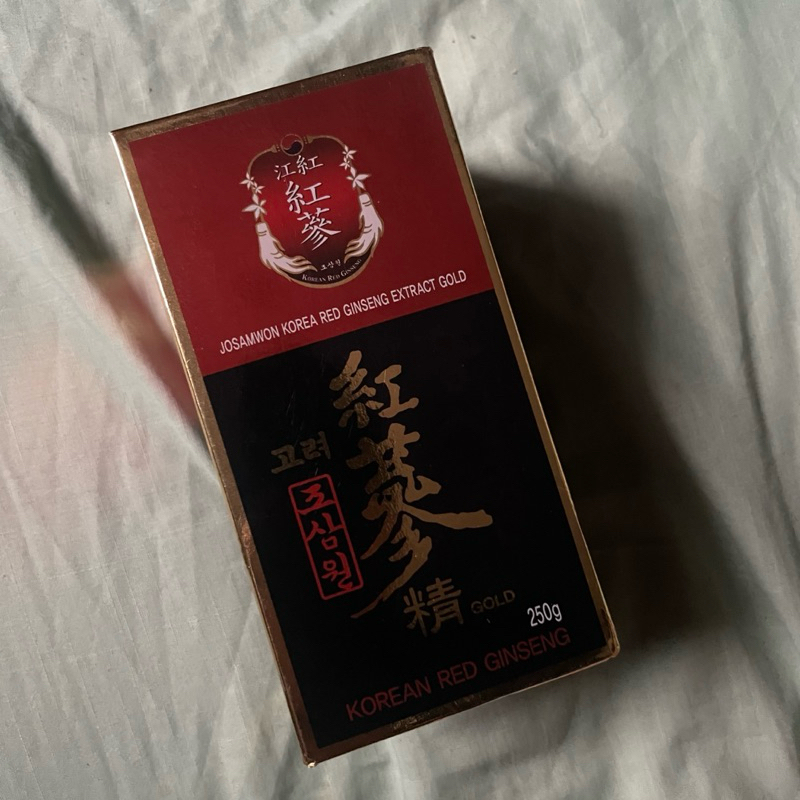 江紅
紅蔘
조삼원
KOREAN RED GINSENG
JOSAMWON KOREA RED GINSENG EXTRACT GOLD
고려
紅蔘
조삼원
精 GOLD
250g
KOREAN RED GINSENG